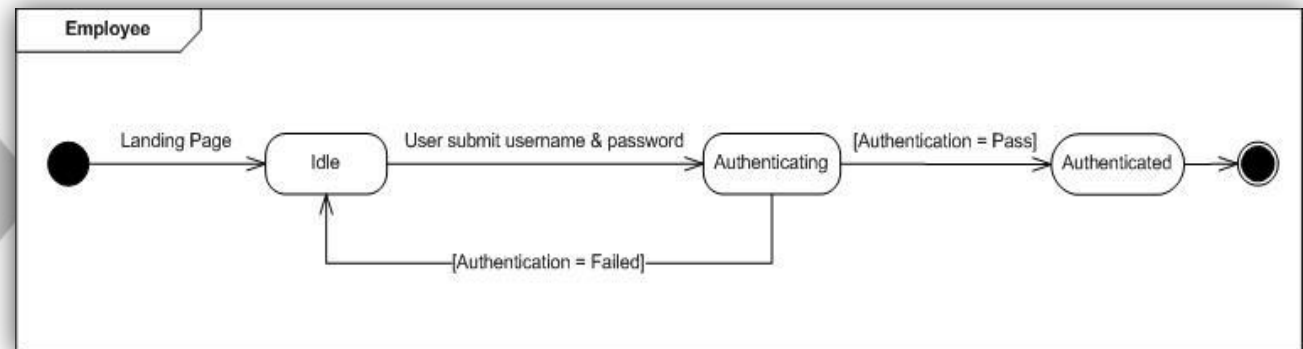 Employee
Landing Page
Idle
User submit username & password
Authenticating
[Authentication = Pass]
Authenticated
[Authentication = Failed]